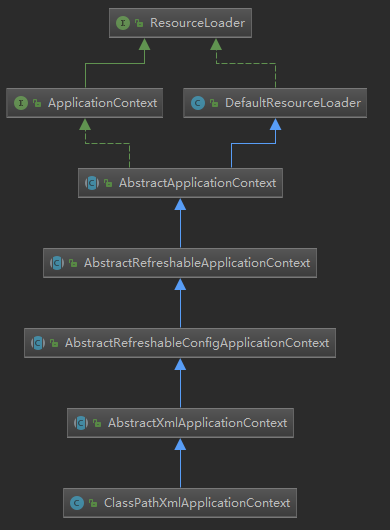 I ResourceLoader
I ApplicationContext
C DefaultResourceLoader
C AbstractApplicationContext
C AbstractRefreshableApplicationContext
C AbstractRefreshableConfigApplicationContext
C AbstractXmlApplicationContext
C ClassPathXmlApplicationContext